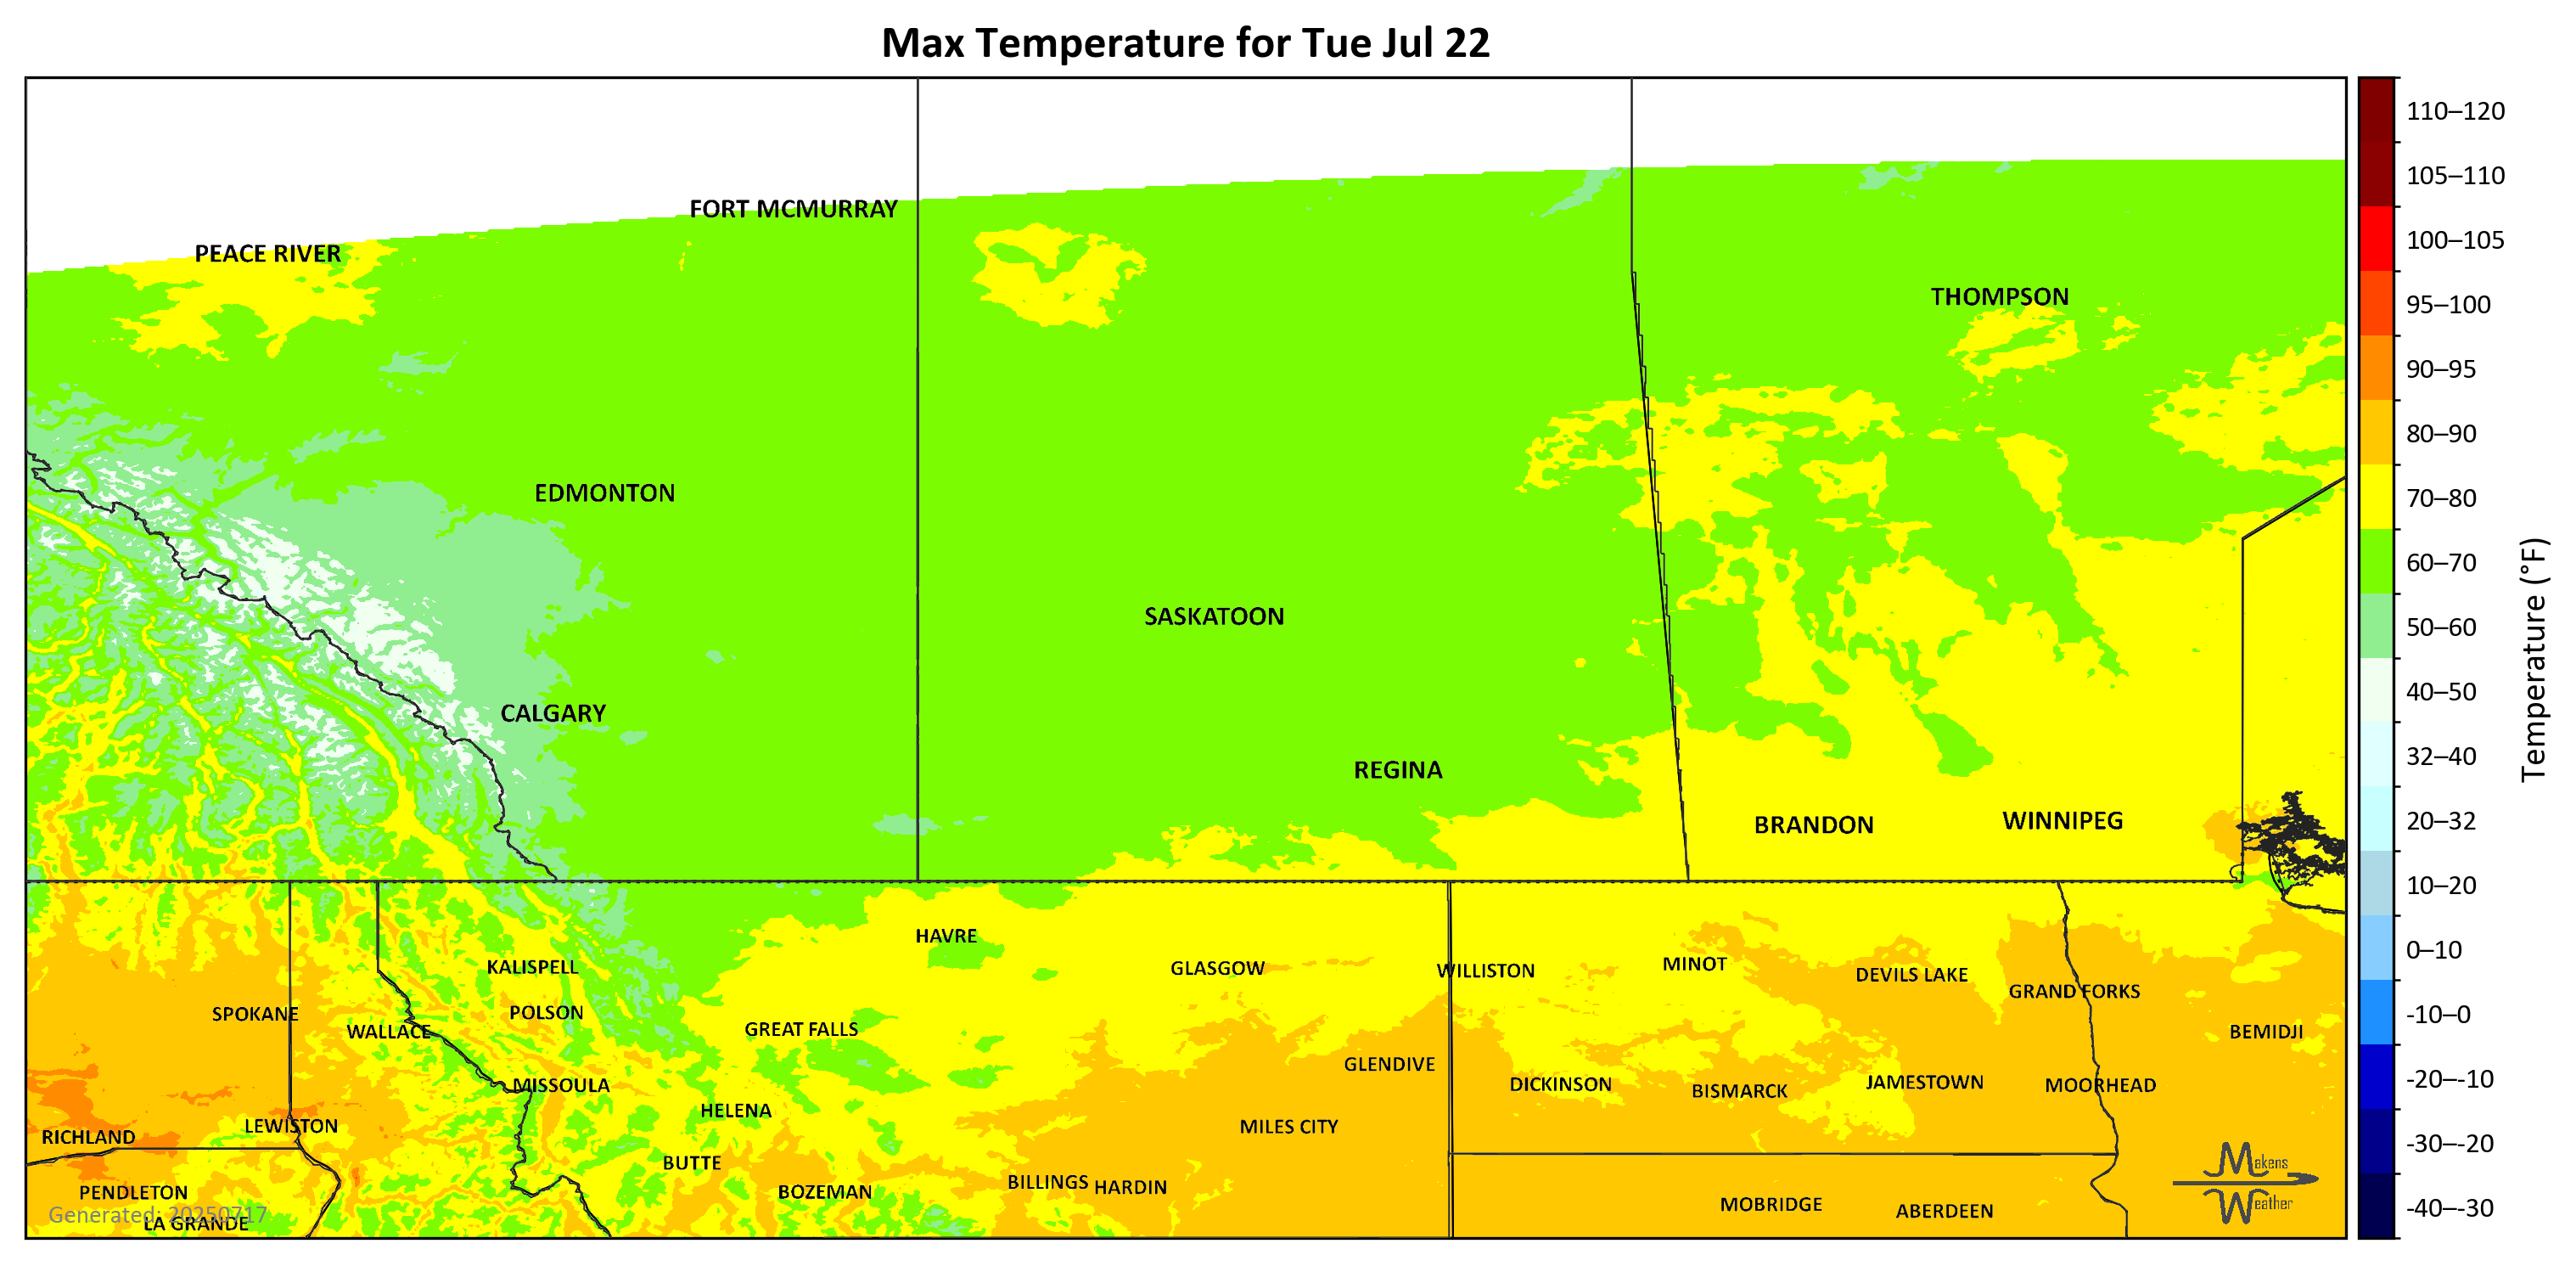 Max Temperature for Tue Jul 22
110–120
105–110
FORT MCMURRAY
100–105
PEACE RIVER
THOMPSON
95–100
90–95
80–90
EDMONTON
70–80
60–70
SASKATOON
50–60
Temperature (°F)
40–50
CALGARY
32–40
REGINA
20–32
BRANDON
WINNIPEG
10–20
HAVRE
0–10
KALISPELL
GLASGOW
WILLISTON
MINOT
DEVILS LAKE
GRAND FORKS
SPOKANE
POLSON
-10–0
WALLACE
GREAT FALLS
BEMIDJI
GLENDIVE
-20–-10
MISSOULA
DICKINSON
BISMARCK
JAMESTOWN
MOORHEAD
HELENA
LEWISTON
MILES CITY
RICHLAND
-30–-20
BUTTE
Makens
Weather
PENDLETON
BOZEMAN
BILLINGS
HARDIN
MOBRIDGE
ABERDEEN
-40–-30
Generated: 20250717
LA GRANDE